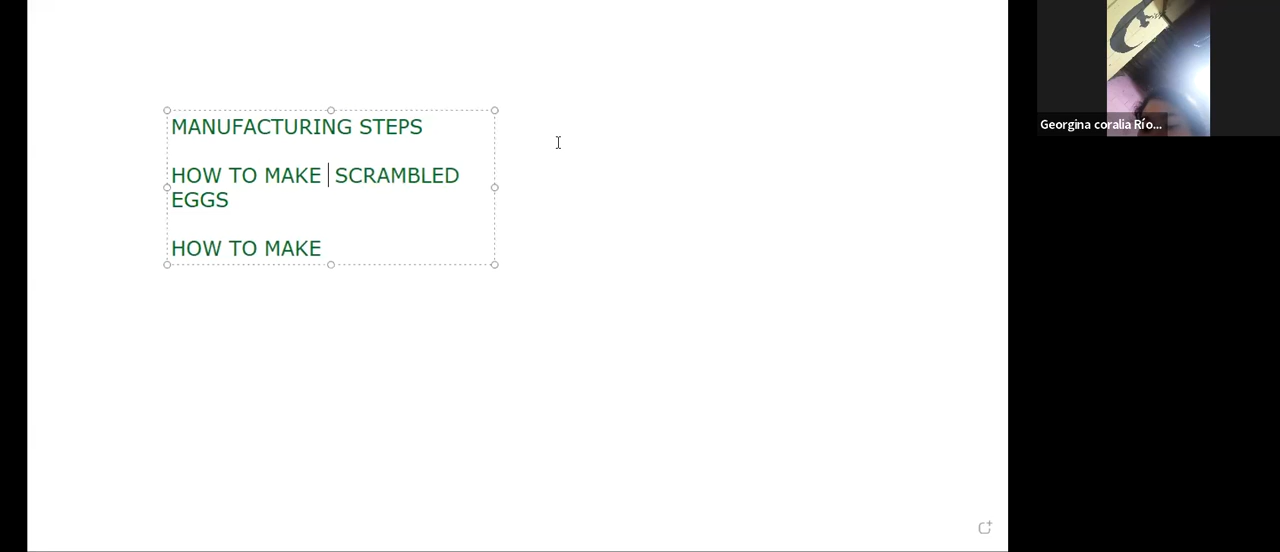 MANUFACTURING STEPS
HOW TO MAKE SCRAMBLED
EGGS
HOW TO MAKE
Georgina coralia Río...